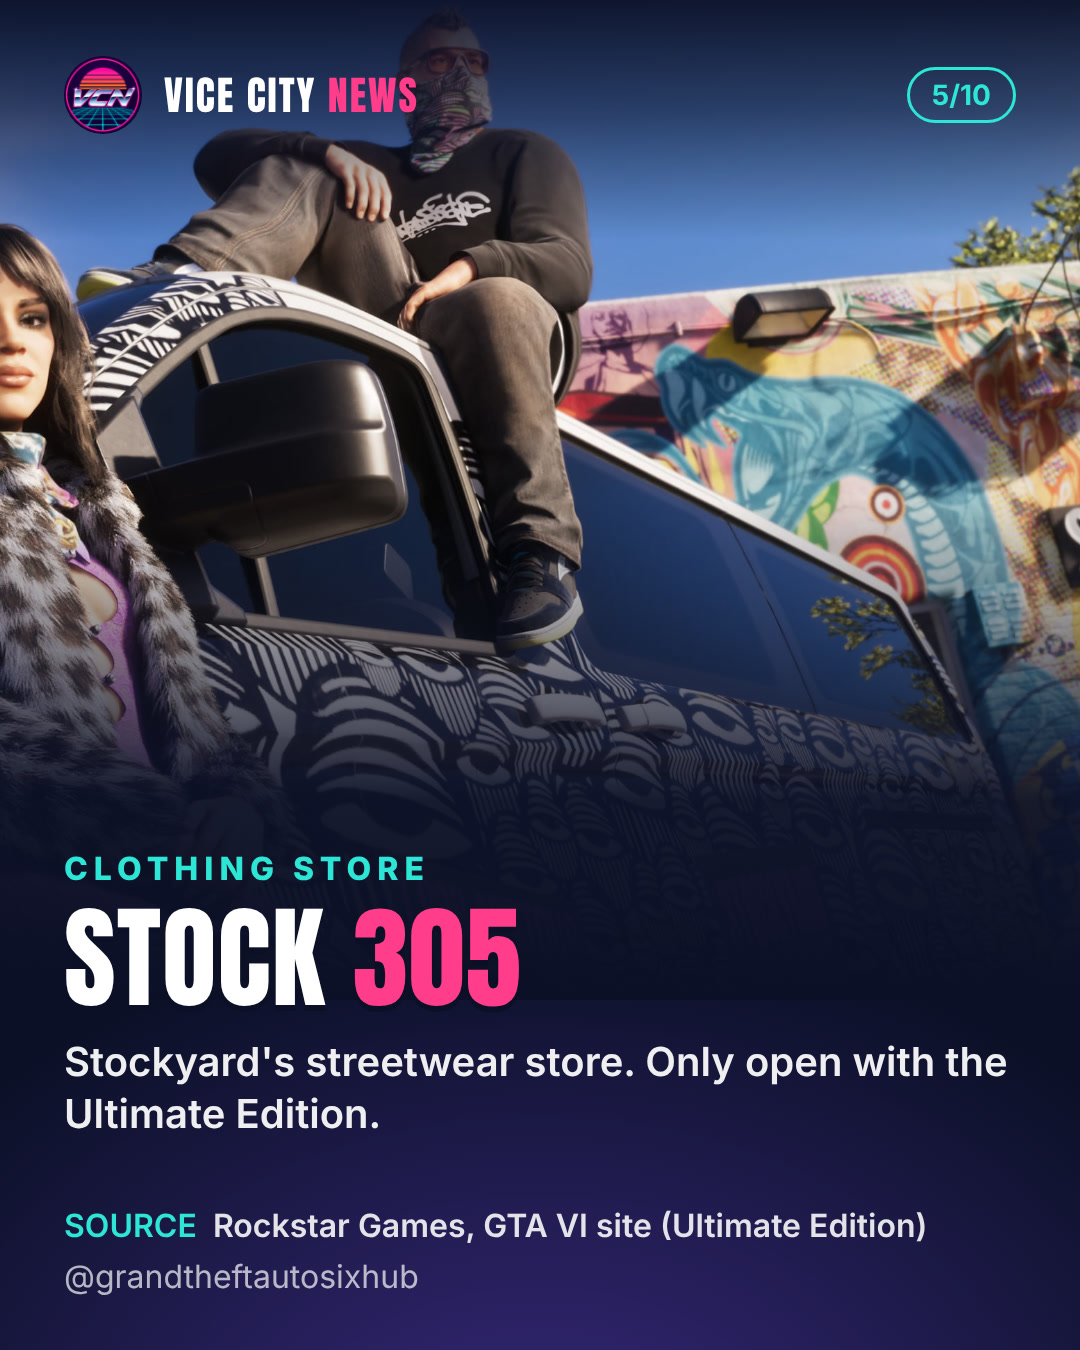 VCN
VICE CITY NEWS
5/10
CLOTHING STORE
STOCK 305
Stockyard's streetwear store. Only open with the
Ultimate Edition.
SOURCE Rockstar Games, GTA VI site (Ultimate Edition)
@grandtheftautosixhub